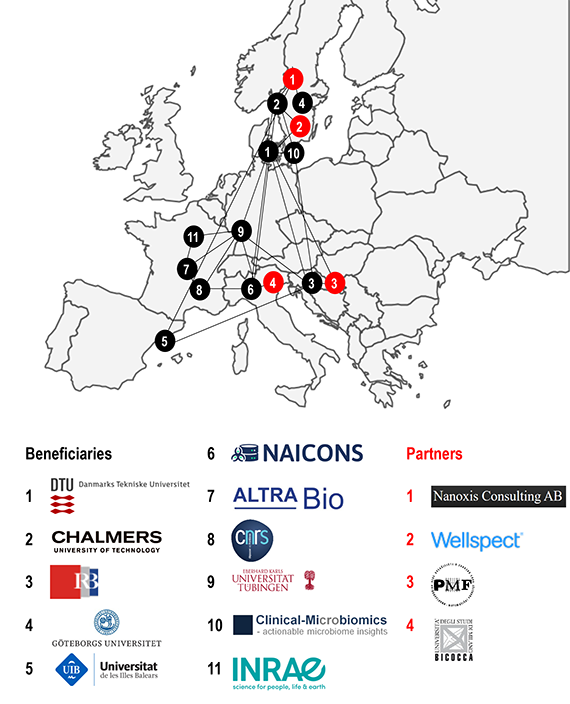 1
2
4
2
1
10
11
9
7
8
6
4
3
3
5
Beneficiaries
1 DTU Danmarks Tekniske Universitet
2 CHALMERS
UNIVERSITY OF TECHNOLOGY
3 RB
4 GÖTEBORGS UNIVERSITET
5 UIB Universitat
de les Illes Balears
6 NAICONS
7 ALTRA Bio
8 cnrs
9 EBERHARD KARLS
UNIVERSITAT
TUBINGEN
10 Clinical-Microbiomics
- actionable microbiome insights
11 INRAE
science for people, life & earth
Partners
1 Nanoxis Consulting AB
2 Wellspect
3 PMF
4 UNIVERSITÀ
DEGLI STUDI
DI MILANO
BICOCCA